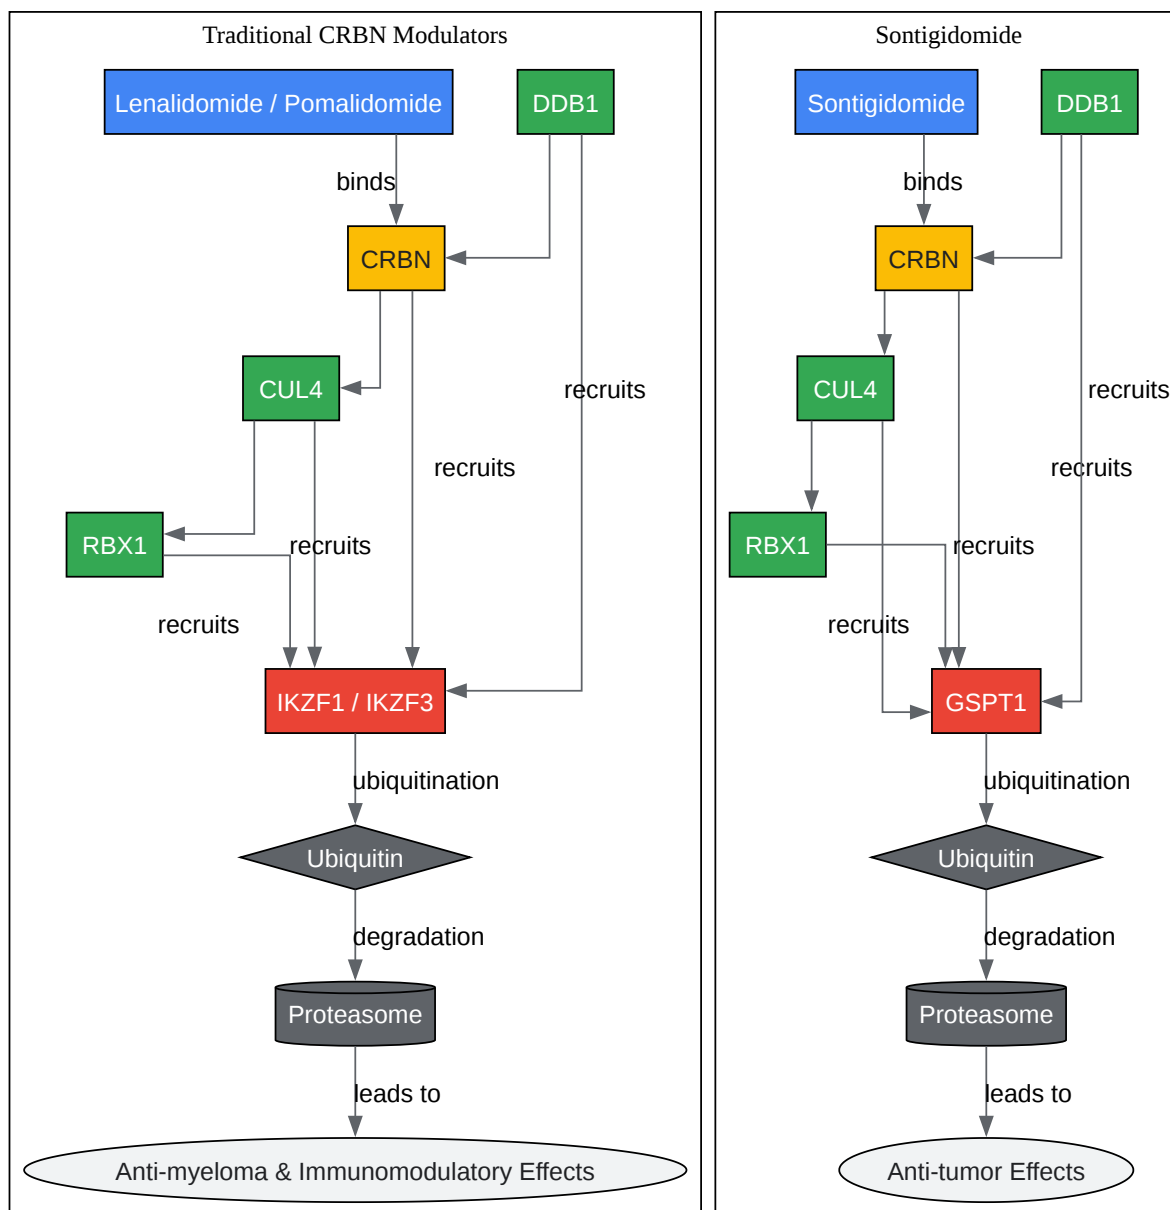 Traditional CRBN Modulators
Lenalidomide / Pomalidomide
DDB1
binds
CRBN
CUL4
recruits
recruits
RBX1
recruits
recruits
IKZF1 / IKZF3
ubiquitination
Ubiquitin
degradation
Proteasome
leads to
Anti-myeloma & Immunomodulatory Effects
Sontigidomide
Sontigidomide
DDB1
binds
CRBN
CUL4
recruits
recruits
RBX1
recruits
recruits
GSPT1
ubiquitination
Ubiquitin
degradation
Proteasome
leads to
Anti-tumor Effects